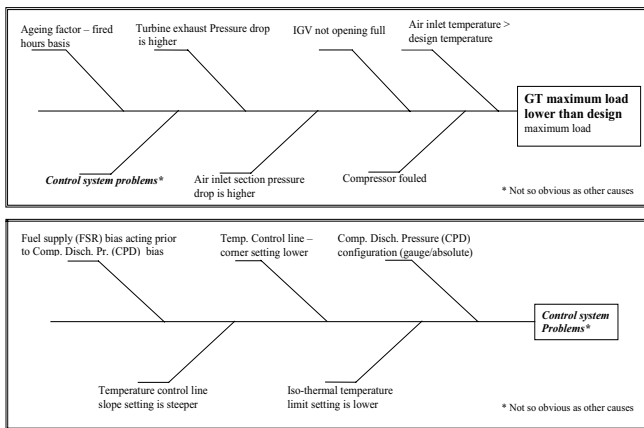 Ageing factor – fired
hours basis
Turbine exhaust Pressure drop
is higher
IGV not opening full
Air inlet temperature >
design temperature
GT maximum load
lower than design
maximum load
Control system problems*
Air inlet section pressure
drop is higher
Compressor fouled
* Not so obvious as other causes
Fuel supply (FSR) bias acting prior
to Comp. Disch. Pr. (CPD) bias
Temp. Control line –
corner setting lower
Comp. Disch. Pressure (CPD)
configuration (gauge/absolute)
Control system
Problems*
Temperature control line
slope setting is steeper
Iso-thermal temperature
limit setting is lower
* Not so obvious as other causes